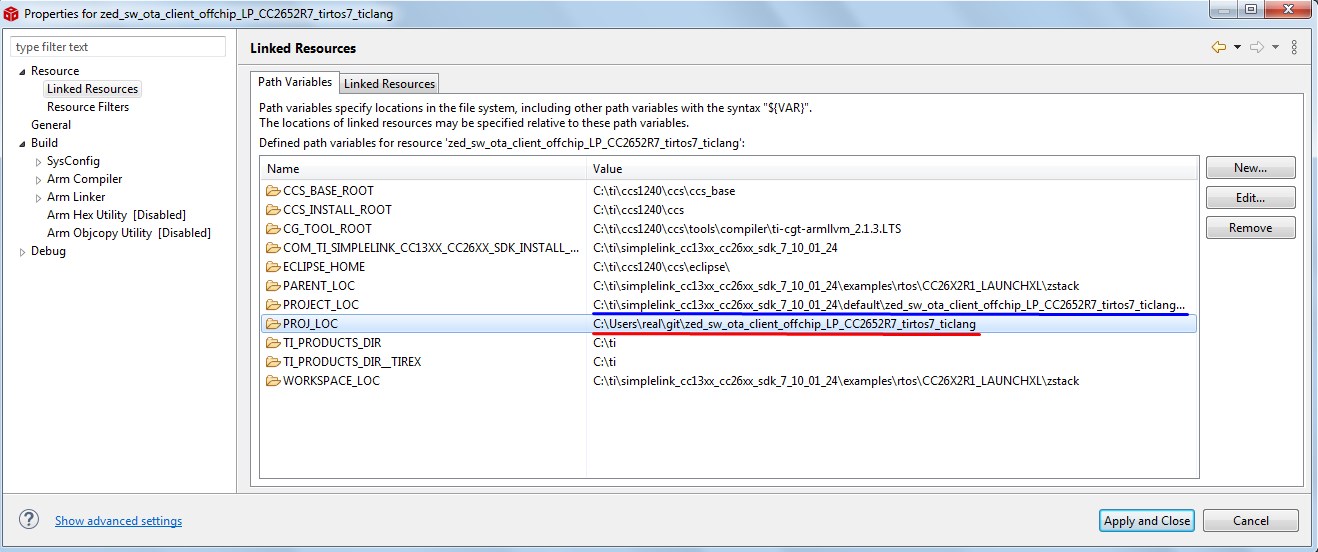 Properties for zed_sw_ota_client_offchip_LP_CC2652R7_tirtos7_ticlang
type filter text
Resource
Linked Resources
Resource Filters
General
Build
SysConfig
Arm Compiler
Arm Linker
Arm Hex Utility [Disabled]
Arm Objcopy Utility [Disabled]
Debug
Linked Resources
Path Variables
Linked Resources
Path variables specify locations in the file system, including other path variables with the syntax "${VAR}".
The locations of linked resources may be specified relative to these path variables.
Defined path variables for resource 'zed_sw_ota_client_offchip_LP_CC2652R7_tirtos7_ticlang':
Name Value
CCS_BASE_ROOT C:\ti\ccs1240\ccs\ccs_base
CCS_INSTALL_ROOT C:\ti\ccs1240\ccs
CG_TOOL_ROOT C:\ti\ccs1240\ccs\tools\compiler\ti-cgt-armllvm_2.1.3.LTS
COM_TI_SIMPLELINK_CC13XX_CC26XX_SDK_INSTALL_... C:\ti\simplelink_cc13xx_cc26xx_sdk_7_10_01_24
ECLIPSE_HOME C:\ti\ccs1240\ccs\eclipse\
PARENT_LOC C:\ti\simplelink_cc13xx_cc26xx_sdk_7_10_01_24\examples\rtos\CC26X2R1_LAUNCHXL\zstack
PROJECT_LOC C:\ti\simplelink_cc13xx_cc26xx_sdk_7_10_01_24\default\zed_sw_ota_client_offchip_LP_CC2652R7_tirtos7_ticlang...
PROJ_LOC C:\Users\real\git\zed_sw_ota_client_offchip_LP_CC2652R7_tirtos7_ticlang
TI_PRODUCTS_DIR C:\ti
TI_PRODUCTS_DIR__TIREX C:\ti
WORKSPACE_LOC C:\ti\simplelink_cc13xx_cc26xx_sdk_7_10_01_24\examples\rtos\CC26X2R1_LAUNCHXL\zstack
New...
Edit...
Remove
Show advanced settings
Apply and Close
Cancel